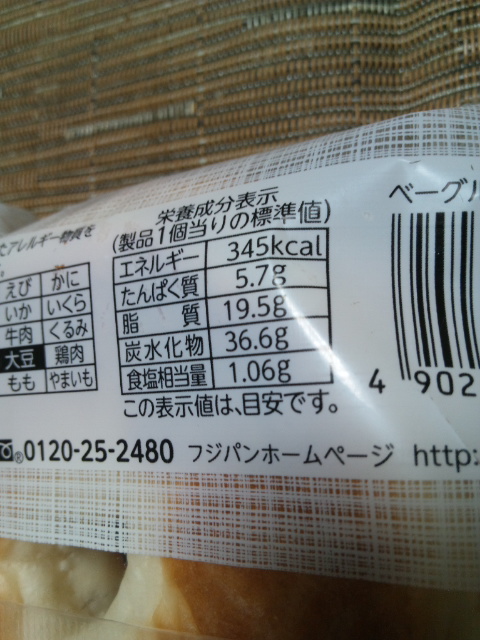 たアレルギー物質を
えび かに
いか いくら
牛肉 くるみ
大豆 鶏肉
もも やまいも
栄養成分表示
(製品1個当りの標準値)
エネルギー 345kcal
たんぱく質 5.7g
脂質 19.5g
炭水化物 36.6g
食塩相当量 1.06g
この表示値は、目安です。
ベーグル
4 902
®0120-25-2480 フジパンホームページ http: